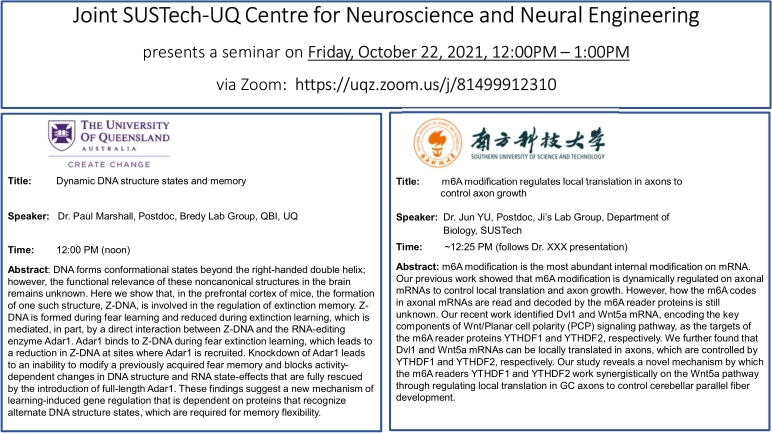 Joint SUSTech-UQ Centre for Neuroscience and Neural Engineering
presents a seminar on Friday, October 22, 2021, 12:00PM – 1:00PM
via Zoom: https://uqz.zoom.us/j/81499912310
THE UNIVERSITY
OF QUEENSLAND
AUSTRALIA
CREATE CHANGE
Title: Dynamic DNA structure states and memory
Speaker: Dr. Paul Marshall, Postdoc, Bredy Lab Group, QBI, UQ
Time: 12:00 PM (noon)
Abstract: DNA forms conformational states beyond the right-handed double helix;
however, the functional relevance of these noncanonical structures in the brain
remains unknown. Here we show that, in the prefrontal cortex of mice, the formation
of one such structure, Z-DNA, is involved in the regulation of extinction memory. Z-
DNA is formed during fear learning and reduced during extinction learning, which is
mediated, in part, by a direct interaction between Z-DNA and the RNA-editing
enzyme Adar1. Adar1 binds to Z-DNA during fear extinction learning, which leads to
a reduction in Z-DNA at sites where Adar1 is recruited. Knockdown of Adar1 leads
to an inability to modify a previously acquired fear memory and blocks activity-
dependent changes in DNA structure and RNA state-effects that are fully rescued
by the introduction of full-length Adar1. These findings suggest a new mechanism of
learning-induced gene regulation that is dependent on proteins that recognize
alternate DNA structure states, which are required for memory flexibility.
南方科技大学
SOUTHERN UNIVERSITY OF SCIENCE AND TECHNOLOGY
Title: m6A modification regulates local translation in axons to
control axon growth
Speaker: Dr. Jun YU, Postdoc, Ji's Lab Group, Department of
Biology, SUSTech
Time: ~12:25 PM (follows Dr. XXX presentation)
Abstract: m6A modification is the most abundant internal modification on mRNA.
Our previous work showed that m6A modification is dynamically regulated on axonal
mRNAs to control local translation and axon growth. However, how the m6A codes
in axonal mRNAs are read and decoded by the m6A reader proteins is still
unknown. Our recent work identified Dvl1 and Wnt5a mRNA, encoding the key
components of Wnt/Planar cell polarity (PCP) signaling pathway, as the targets of
the m6A reader proteins YTHDF1 and YTHDF2, respectively. We further found that
Dvl1 and Wnt5a mRNAs can be locally translated in axons, which are controlled by
YTHDF1 and YTHDF2, respectively. Our study reveals a novel mechanism by which
the m6A readers YTHDF1 and YTHDF2 work synergistically on the Wnt5a pathway
through regulating local translation in GC axons to control cerebellar parallel fiber
development.